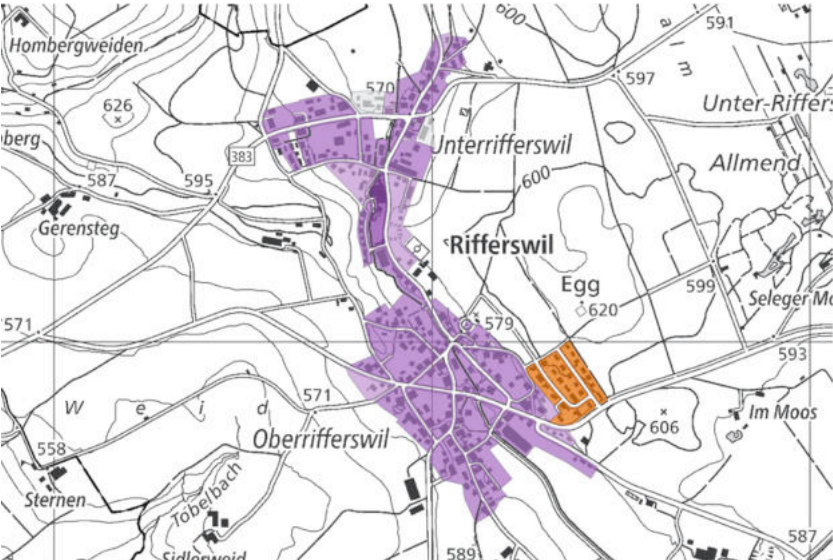 600
591
Hombergweiden
a l m
570
597
626
Unter-Riffers
Unterrifferswil
berg
383
Allmend
587
595
600
Gerensteg
Rifferswil
Egg
599
620
Seleger Mo
571
579
593
W e i d
571
Im Moos
606
Oberrifferswil
558
Sternen
Tobelbach
587
Sidlerweid
589